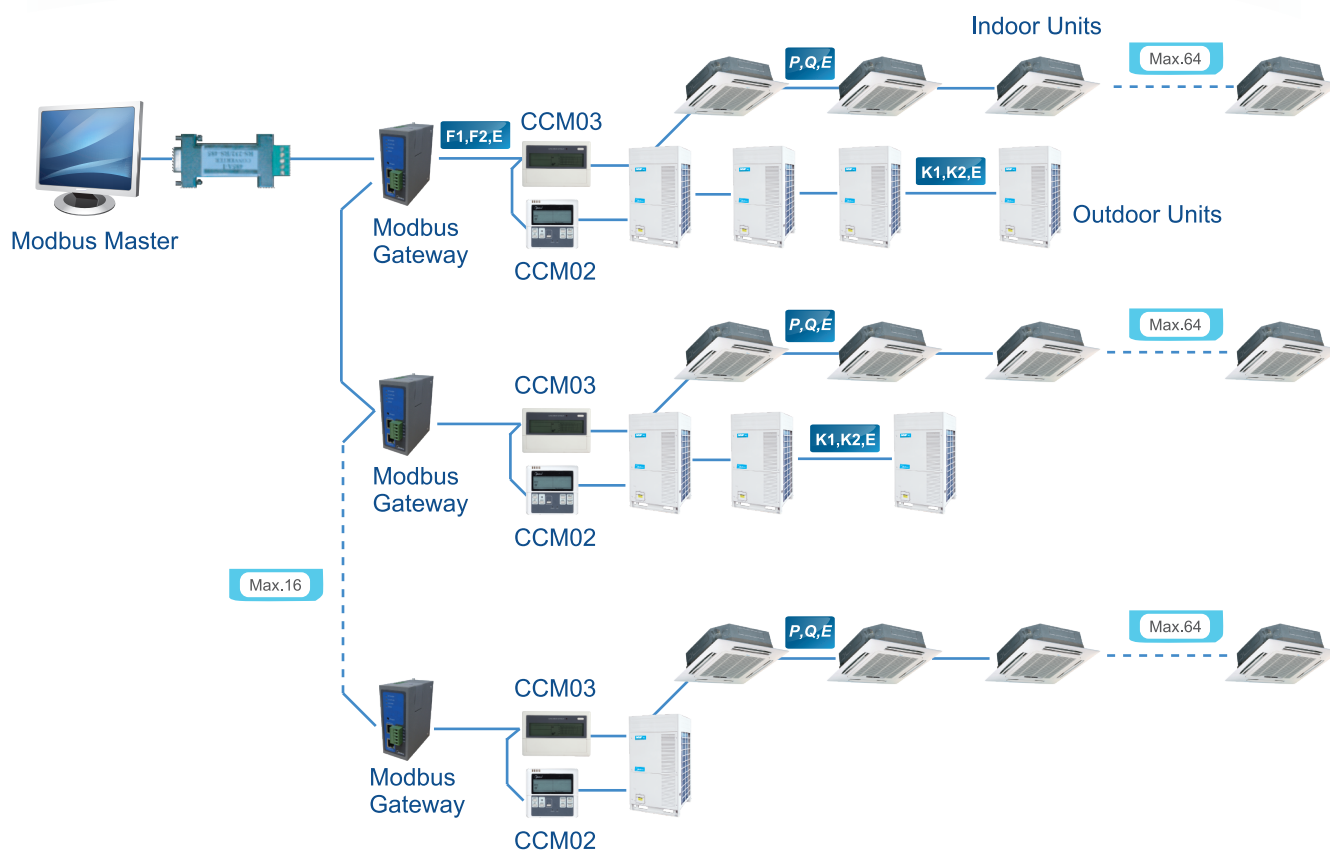 Indoor Units
P,Q,E
Max.64
CCM03
F1,F2,E
K1,K2,E
Modbus Master
Modbus
Gateway
CCM02
Outdoor Units
P,Q,E
Max.64
CCM03
K1,K2,E
Modbus
Gateway
CCM02
Max.16
P,Q,E
Max.64
CCM03
Modbus
Gateway
CCM02